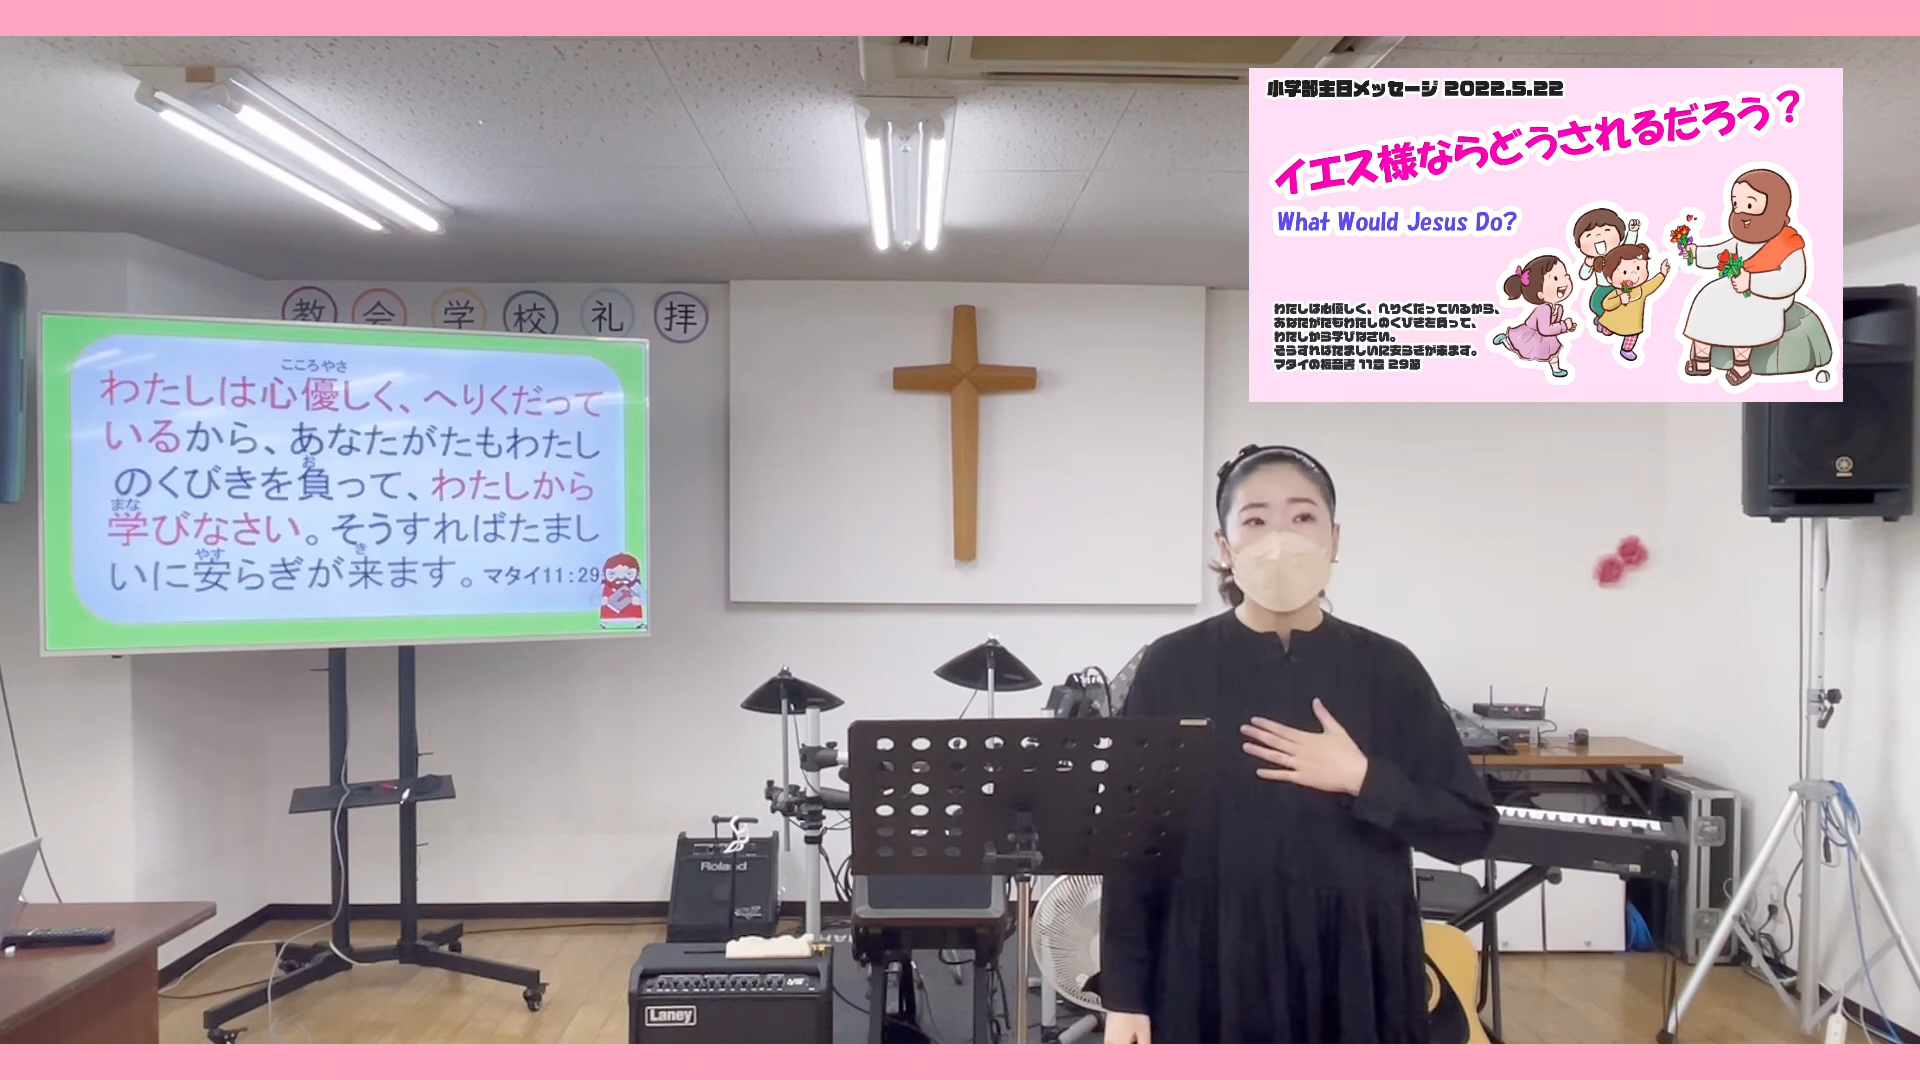 小学部主日メッセージ 2022.5.22
イエス様ならどうされるだろう？
What Would Jesus Do?
わたしは心優しく、へりくだっているから、
あなたがたもわたしのくびきを負って、
わたしから学びなさい。
そうすればたましいに安らぎが来ます。
マタイの福音書 11章 29節
教会学校礼拝
こころやさ
わたしは心優しく、へりくだって
いるから、あなたがたもわたし
お
のくびきを負って、わたしから
まな
学びなさい。そうすればたまし
やす き
いに安らぎが来ます。マタイ11:29
Roland
Laney